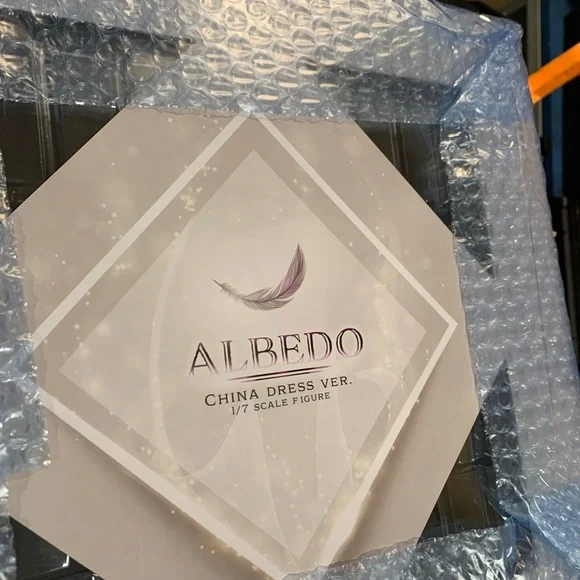 ALBEDO
CHINA DRESS VER.
1/7 SCALE FIGURE